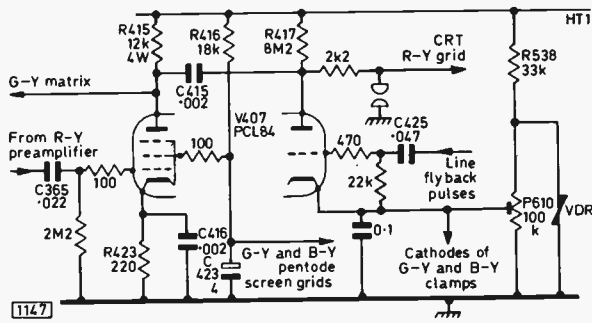 HT1
R415
12k
4W
R416
18k
R417
8M2
R538
33k
2k2
CRT
R-Y grid
G-Y matrix
C415
·002
V407
PCL84
C425
·047
From R-Y
preamplifier
100
100
470
Line
flyback
pulses
C365
·022
22k
P610
100
k
VDR
2M2
C416
·002
0·1
R423
220
C
423
4
G-Y and B-Y
pentode
screen grids
Cathodes of
G-Y and B-Y
clamps
1147